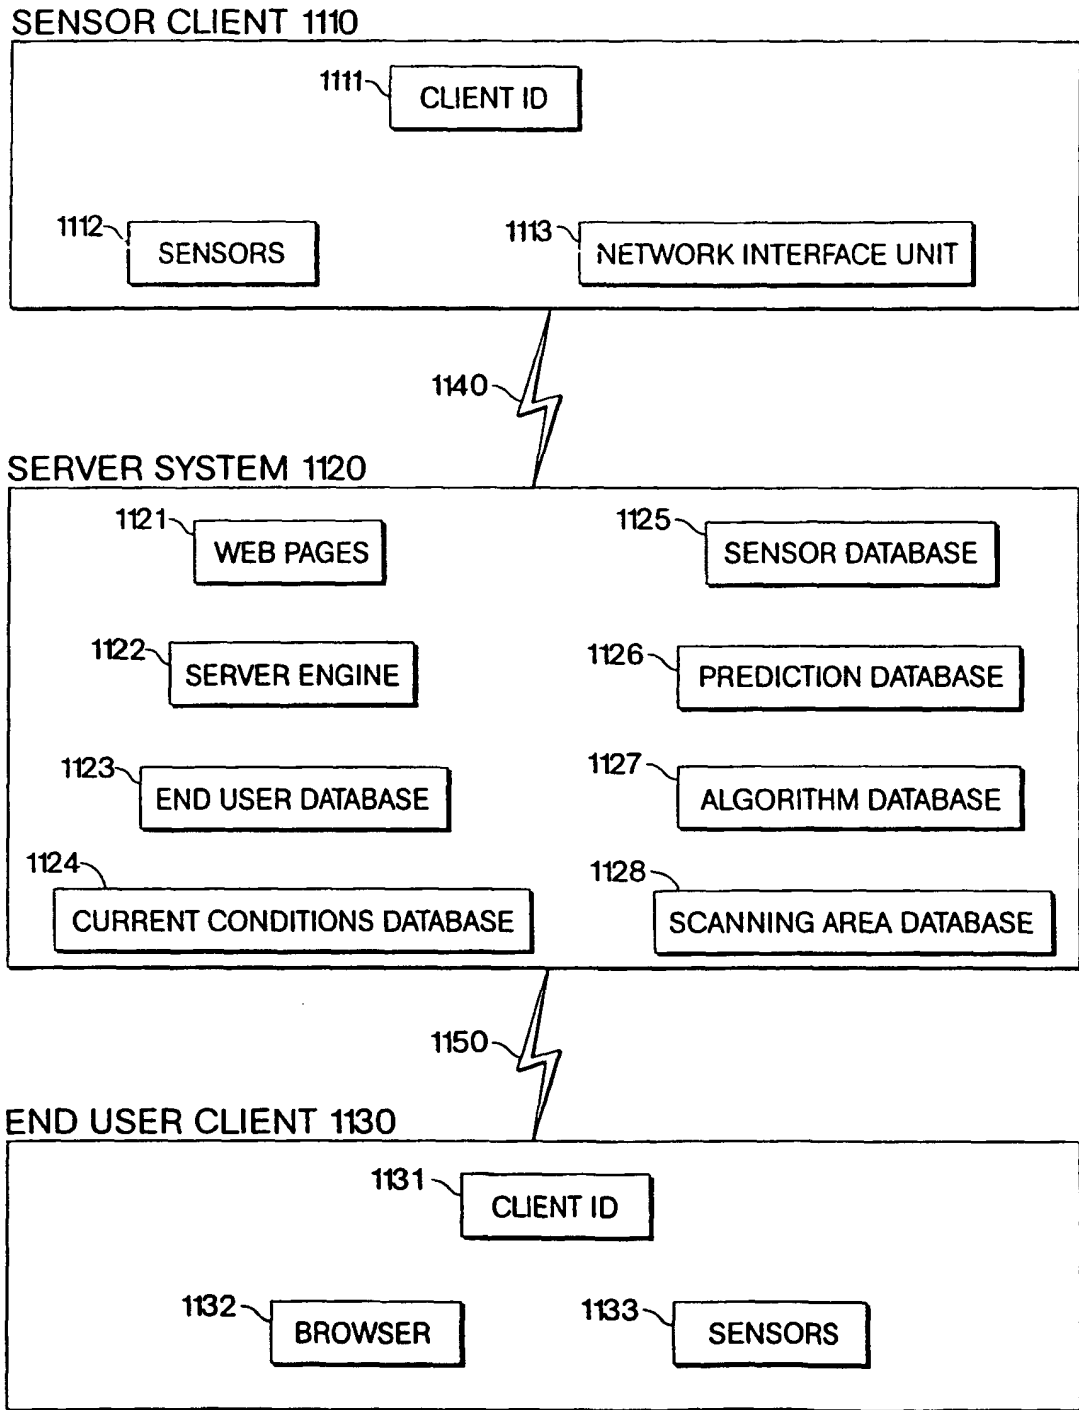 SENSOR CLIENT 1110
1111
CLIENT ID
1112
SENSORS
1113
NETWORK INTERFACE UNIT
1140
SERVER SYSTEM 1120
1121
WEB PAGES
1125
SENSOR DATABASE
1122
SERVER ENGINE
1126
PREDICTION DATABASE
1123
END USER DATABASE
1127
ALGORITHM DATABASE
1124
CURRENT CONDITIONS DATABASE
1128
SCANNING AREA DATABASE
1150
END USER CLIENT 1130
1131
CLIENT ID
1132
BROWSER
1133
SENSORS